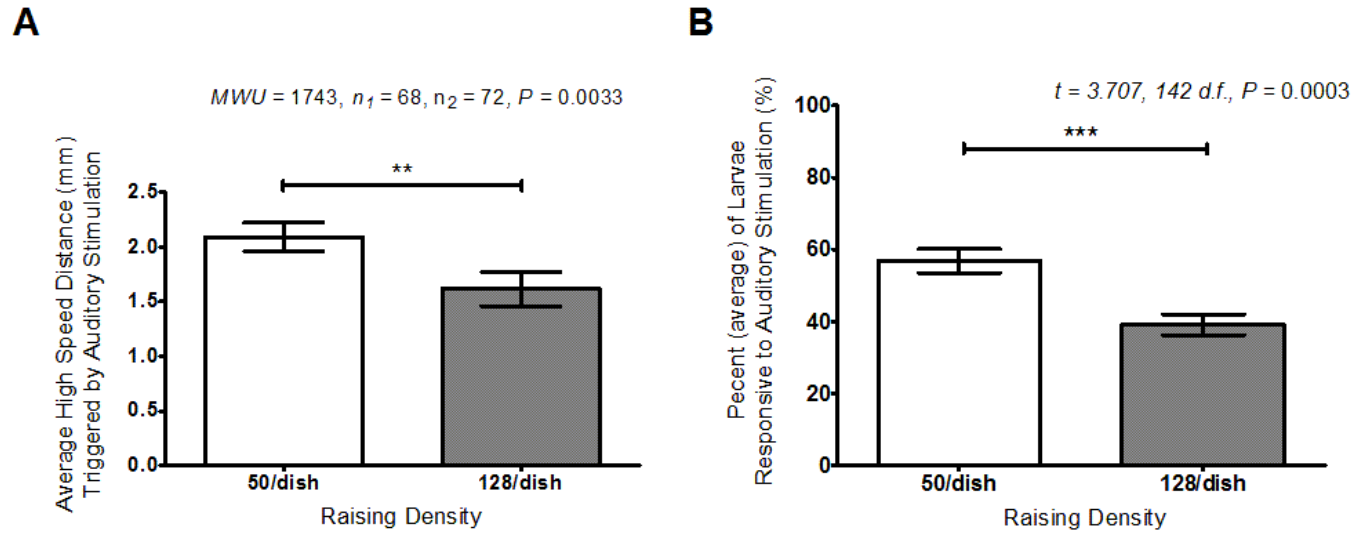 A
MWU = 1743, n1 = 68, n2 = 72, P = 0.0033
Average High Speed Distance (mm)
Triggered by Auditory Stimulation
**
2.5
2.0
1.5
1.0
0.5
0.0
50/dish 128/dish
Raising Density
B
t = 3.707, 142 d.f., P = 0.0003
Pecent (average) of Larvae
Responsive to Auditory Stimulation (%)
***
100
80
60
40
20
0
50/dish 128/dish
Raising Density